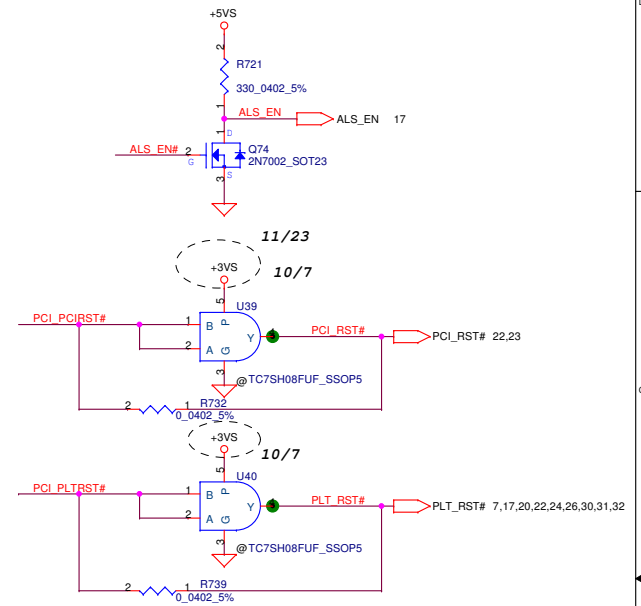 +5VS
2
R721
330_0402_5%
1
ALS_EN
ALS_EN 17
1
D
ALS_EN# 2
G
Q74
2N7002_SOT23
3
S
11/23
+3VS
10/7
5
U39
PCI_PCIRST#
1
B
P
Y
PCI_RST#
PCI_RST# 22,23
2
A
G
3
@TC7SH08FUF_SSOP5
2
1
R732
0_0402_5%
+3VS
10/7
5
U40
PCI_PLTRST#
1
B
P
Y
PLT_RST#
PLT_RST# 7,17,20,22,24,26,30,31,32
2
A
G
3
@TC7SH08FUF_SSOP5
2
1
R739
0_0402_5%